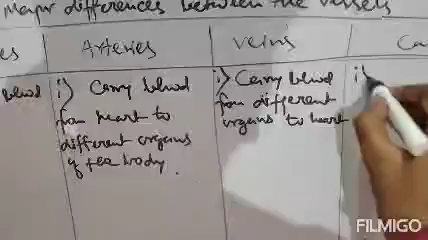 Major differences between the vessels
es Arteries Veins Ca
blood i) Carry blood i) Carry blood i)
from heart to from different
different organs organs to heart
of the body.
FILMIGO